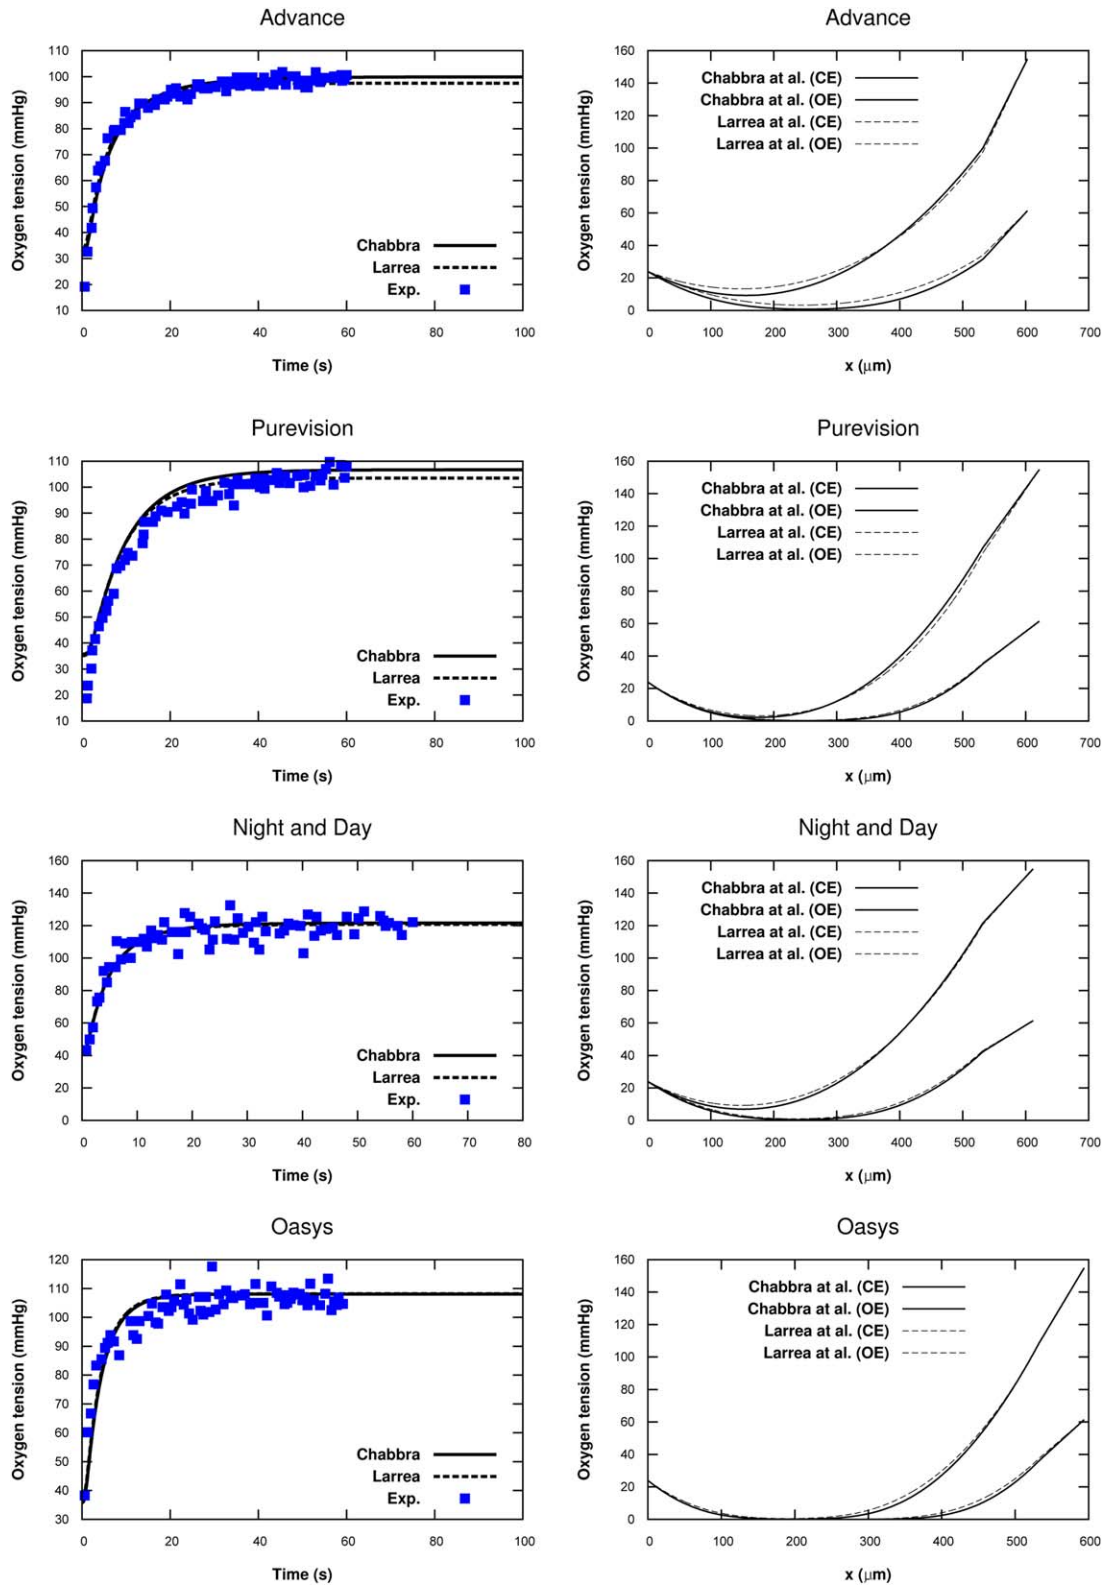 Advance
110
100
90
80
70
60
50
40
30
20
10
Oxygen tension (mmHg)
Chabbra
Larrea
Exp.
0 20 40 60 80 100
Time (s)
Advance
160
140
120
100
80
60
40
20
0
Oxygen tension (mmHg)
Chabbra at al. (CE)
Chabbra at al. (OE)
Larrea at al. (CE)
Larrea at al. (OE)
0 100 200 300 400 500 600 700
x (μm)
Purevision
110
100
90
80
70
60
50
40
30
20
10
Oxygen tension (mmHg)
Chabbra
Larrea
Exp.
0 20 40 60 80 100
Time (s)
Purevision
160
140
120
100
80
60
40
20
0
Oxygen tension (mmHg)
Chabbra at al. (CE)
Chabbra at al. (OE)
Larrea at al. (CE)
Larrea at al. (OE)
0 100 200 300 400 500 600 700
x (μm)
Night and Day
160
140
120
100
80
60
40
20
0
Oxygen tension (mmHg)
Chabbra
Larrea
Exp.
0 10 20 30 40 50 60 70 80
Time (s)
Night and Day
160
140
120
100
80
60
40
20
0
Oxygen tension (mmHg)
Chabbra at al. (CE)
Chabbra at al. (OE)
Larrea at al. (CE)
Larrea at al. (OE)
0 100 200 300 400 500 600 700
x (μm)
Oasys
120
110
100
90
80
70
60
50
40
30
Oxygen tension (mmHg)
Chabbra
Larrea
Exp.
0 20 40 60 80 100
Time (s)
Oasys
160
140
120
100
80
60
40
20
0
Oxygen tension (mmHg)
Chabbra at al. (CE)
Chabbra at al. (OE)
Larrea at al. (CE)
Larrea at al. (OE)
0 100 200 300 400 500 600
x (μm)